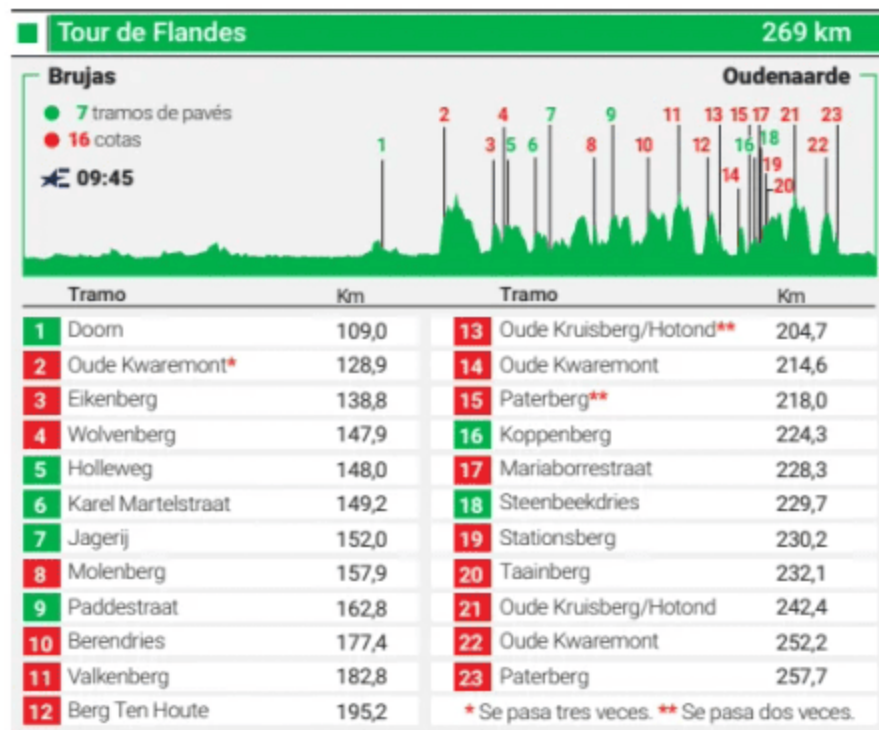 Tour de Flandes 269 km
Brujas Oudenaarde
7 tramos de pavés
16 cotas
09:45
2 4 7 9 11 13 15 17 21 23
1 3 5 6 8 10 12 16 18 22
14 19
20
Tramo Km
1 Doorn 109,0
2 Oude Kwaremont* 128,9
3 Eikenberg 138,8
4 Wolvenberg 147,9
5 Holleweg 148,0
6 Karel Martelstraat 149,2
7 Jagerij 152,0
8 Molenberg 157,9
9 Paddestraat 162,8
10 Berendries 177,4
11 Valkenberg 182,8
12 Berg Ten Houte 195,2
Tramo Km
13 Oude Kruisberg/Hotond** 204,7
14 Oude Kwaremont 214,6
15 Paterberg** 218,0
16 Koppenberg 224,3
17 Mariaborrestraat 228,3
18 Steenbeekdries 229,7
19 Stationsberg 230,2
20 Taainberg 232,1
21 Oude Kruisberg/Hotond 242,4
22 Oude Kwaremont 252,2
23 Paterberg 257,7
* Se pasa tres veces. ** Se pasa dos veces.